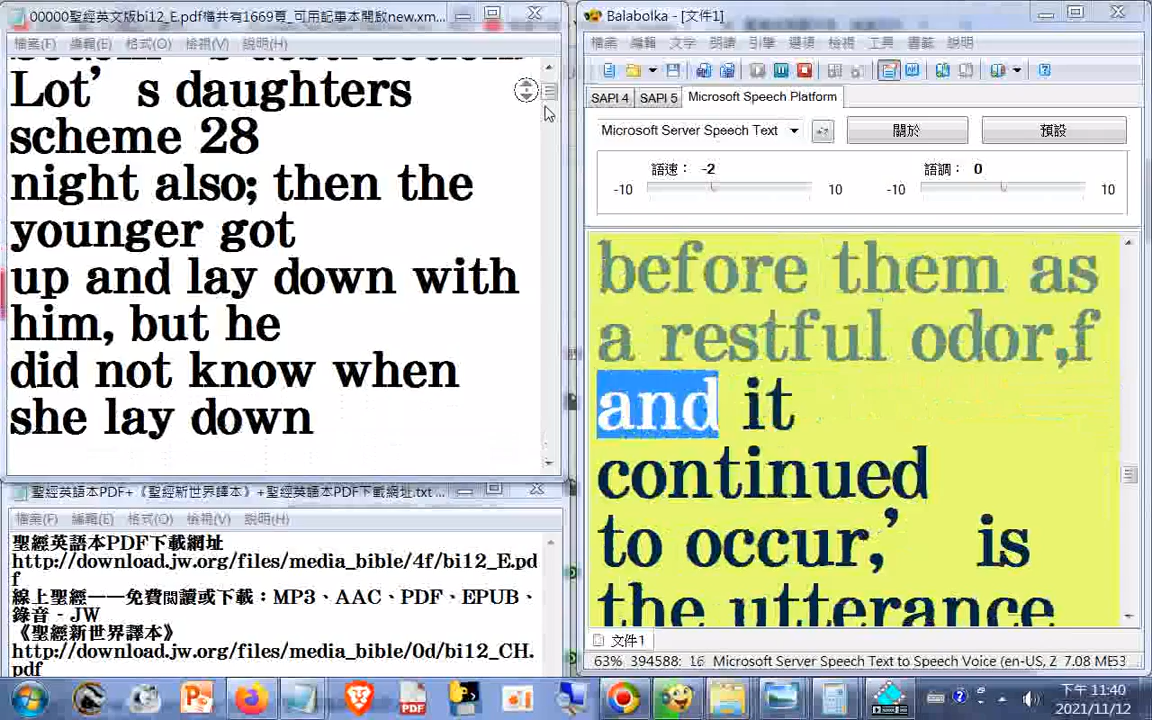 00000聖經英文版bi12_E.pdf檔共有1669頁_可用記事本開啟new.xm...
檔案(F) 編輯(E) 格式(O) 檢視(V) 說明(H)
Lot’s daughters
scheme 28
night also; then the
younger got
up and lay down with
him, but he
did not know when
she lay down
聖經英語本PDF+《聖經新世界譯本》+聖經英語本PDF下載網址.txt ...
檔案(F) 編輯(E) 格式(O) 檢視(V) 說明(H)
聖經英語本PDF下載網址
http://download.jw.org/files/media_bible/4f/bi12_E.pd
f
線上聖經——免費閱讀或下載：MP3、AAC、PDF、EPUB、
錄音 - JW
《聖經新世界譯本》
http://download.jw.org/files/media_bible/0d/bi12_CH.
pdf
Balabolka - [文件1]
檔案 編輯 文字 朗讀 引擎 選項 檢視 工具 書籤 說明
SAPI 4 SAPI 5 Microsoft Speech Platform
Microsoft Server Speech Text 關於 預設
語速： -2 語調： 0
-10 10 -10 10
before them as
a restful odor,f
and it
continued
to occur,’ is
the utterance
文件1
63% 394588: 16 Microsoft Server Speech Text to Speech Voice (en-US, Z 7.08 ME53
下午 11:40
2021/11/12